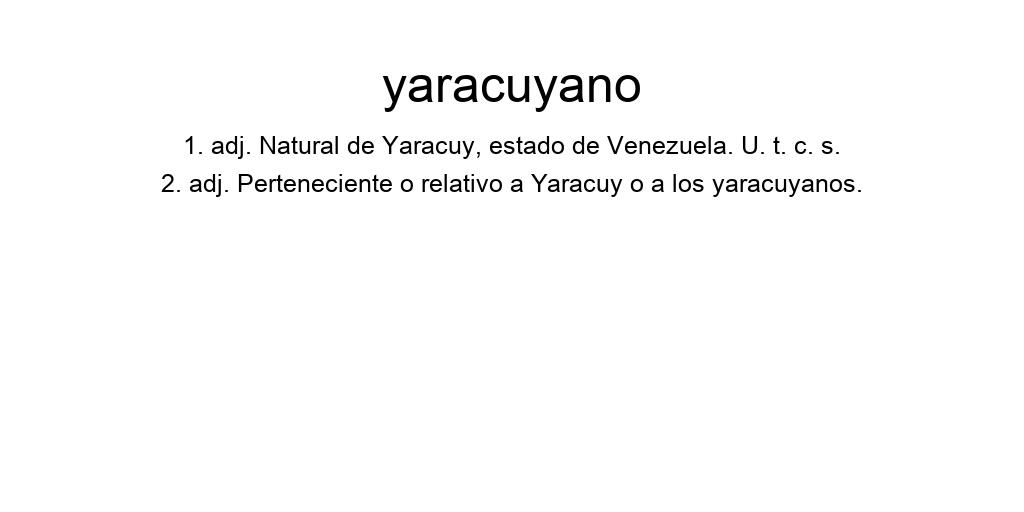 yaracuyano
1. adj. Natural de Yaracuy, estado de Venezuela. U. t. c. s.
2. adj. Perteneciente o relativo a Yaracuy o a los yaracuyanos.